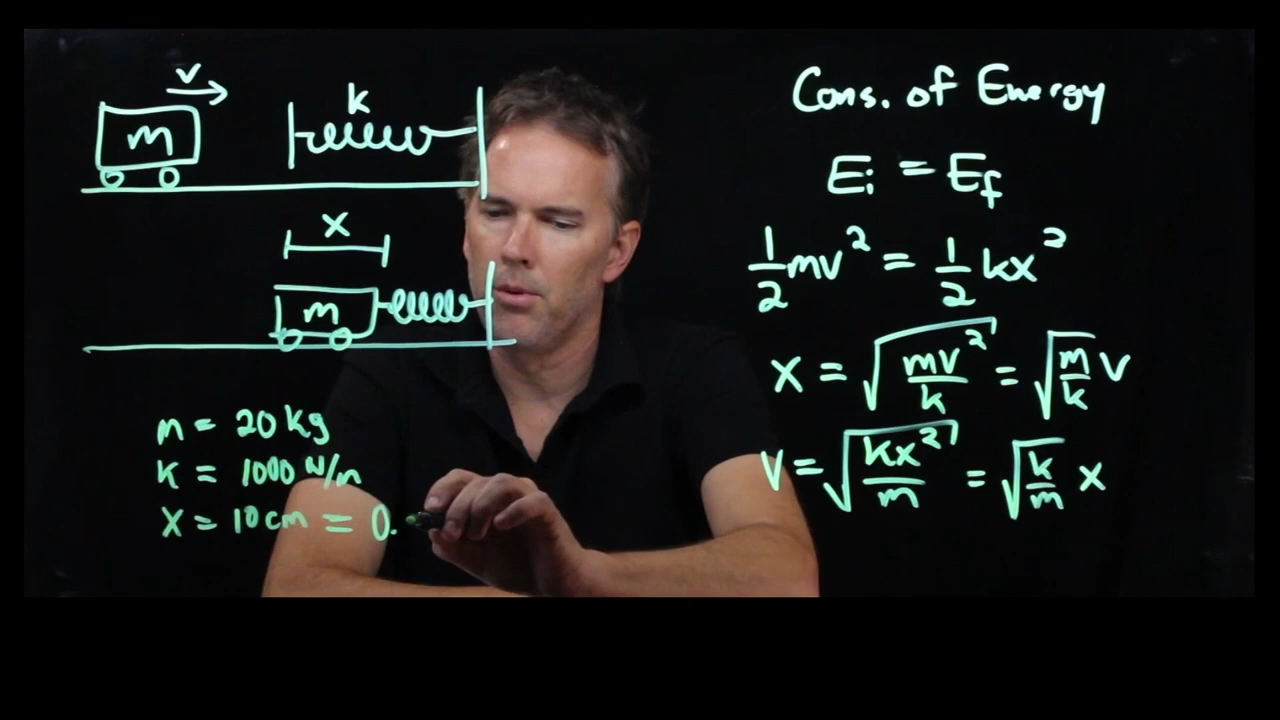 v
m
k
x
m
m = 20 kg
k = 1000 N/m
x = 10 cm = 0.
Cons. of Energy
Ei = Ef
1/2 mv² = 1/2 kx²
x = √(mv²/k) = √(m/k) v
v = √(kx²/m) = √(k/m) x